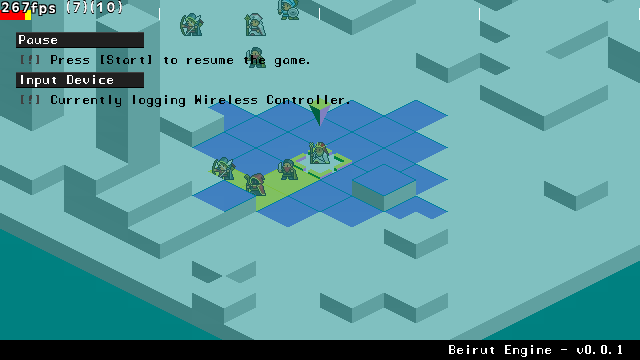 267fps (7)(10)
Pause
[!] Press [Start] to resume the game.
Input Device
[!] Currently logging Wireless Controller.
Beirut Engine - v0.0.1